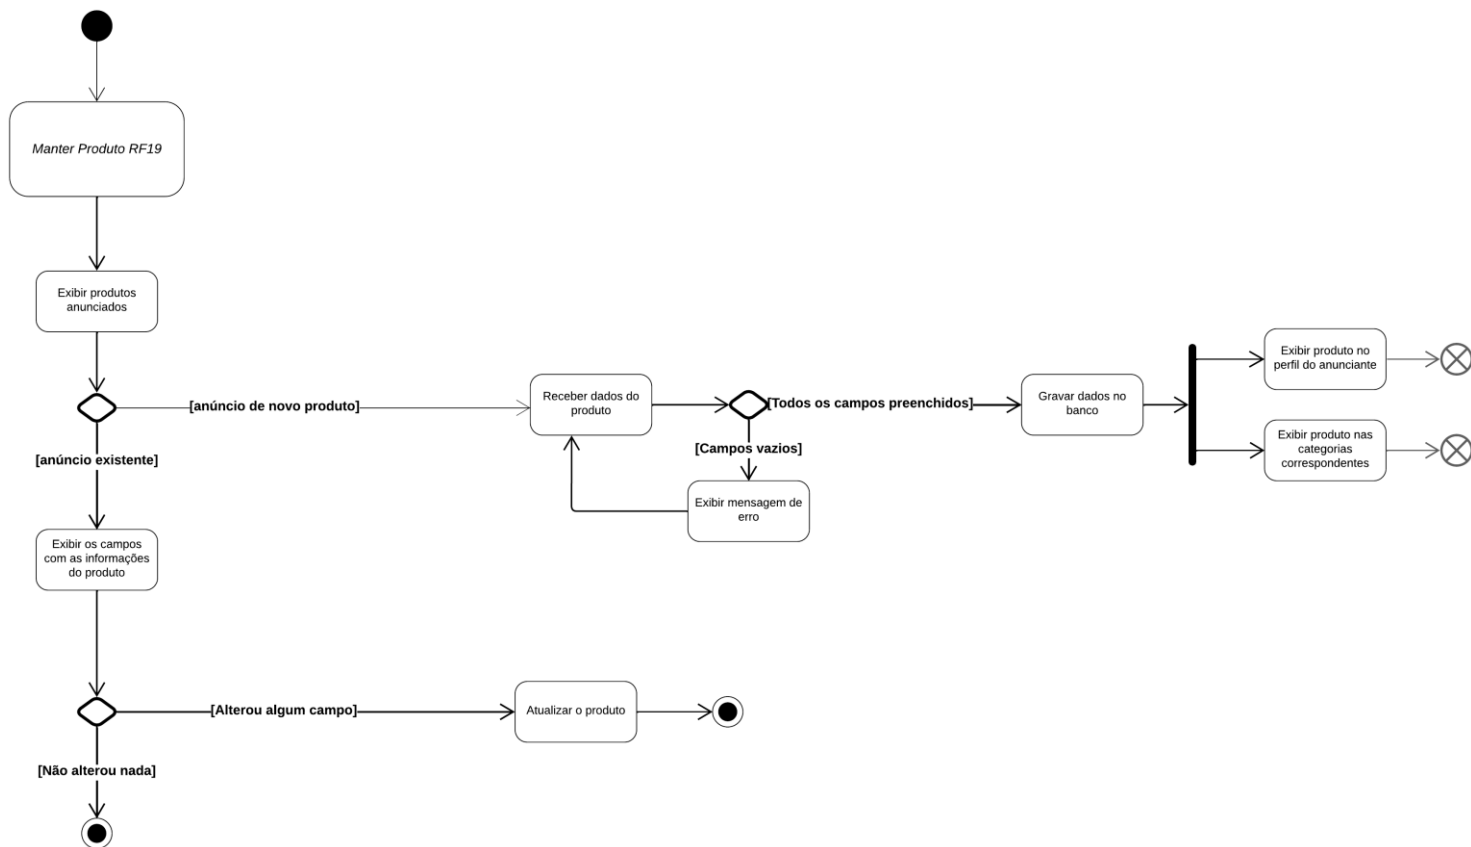 Manter Produto RF19
Exibir produtos
anunciados
[anúncio de novo produto]
Receber dados do
produto
[Todos os campos preenchidos]
Gravar dados no
banco
Exibir produto no
perfil do anunciante
Exibir produto nas
categorias
correspondentes
[Campos vazios]
Exibir mensagem de
erro
[anúncio existente]
Exibir os campos
com as informações
do produto
[Alterou algum campo]
Atualizar o produto
[Não alterou nada]